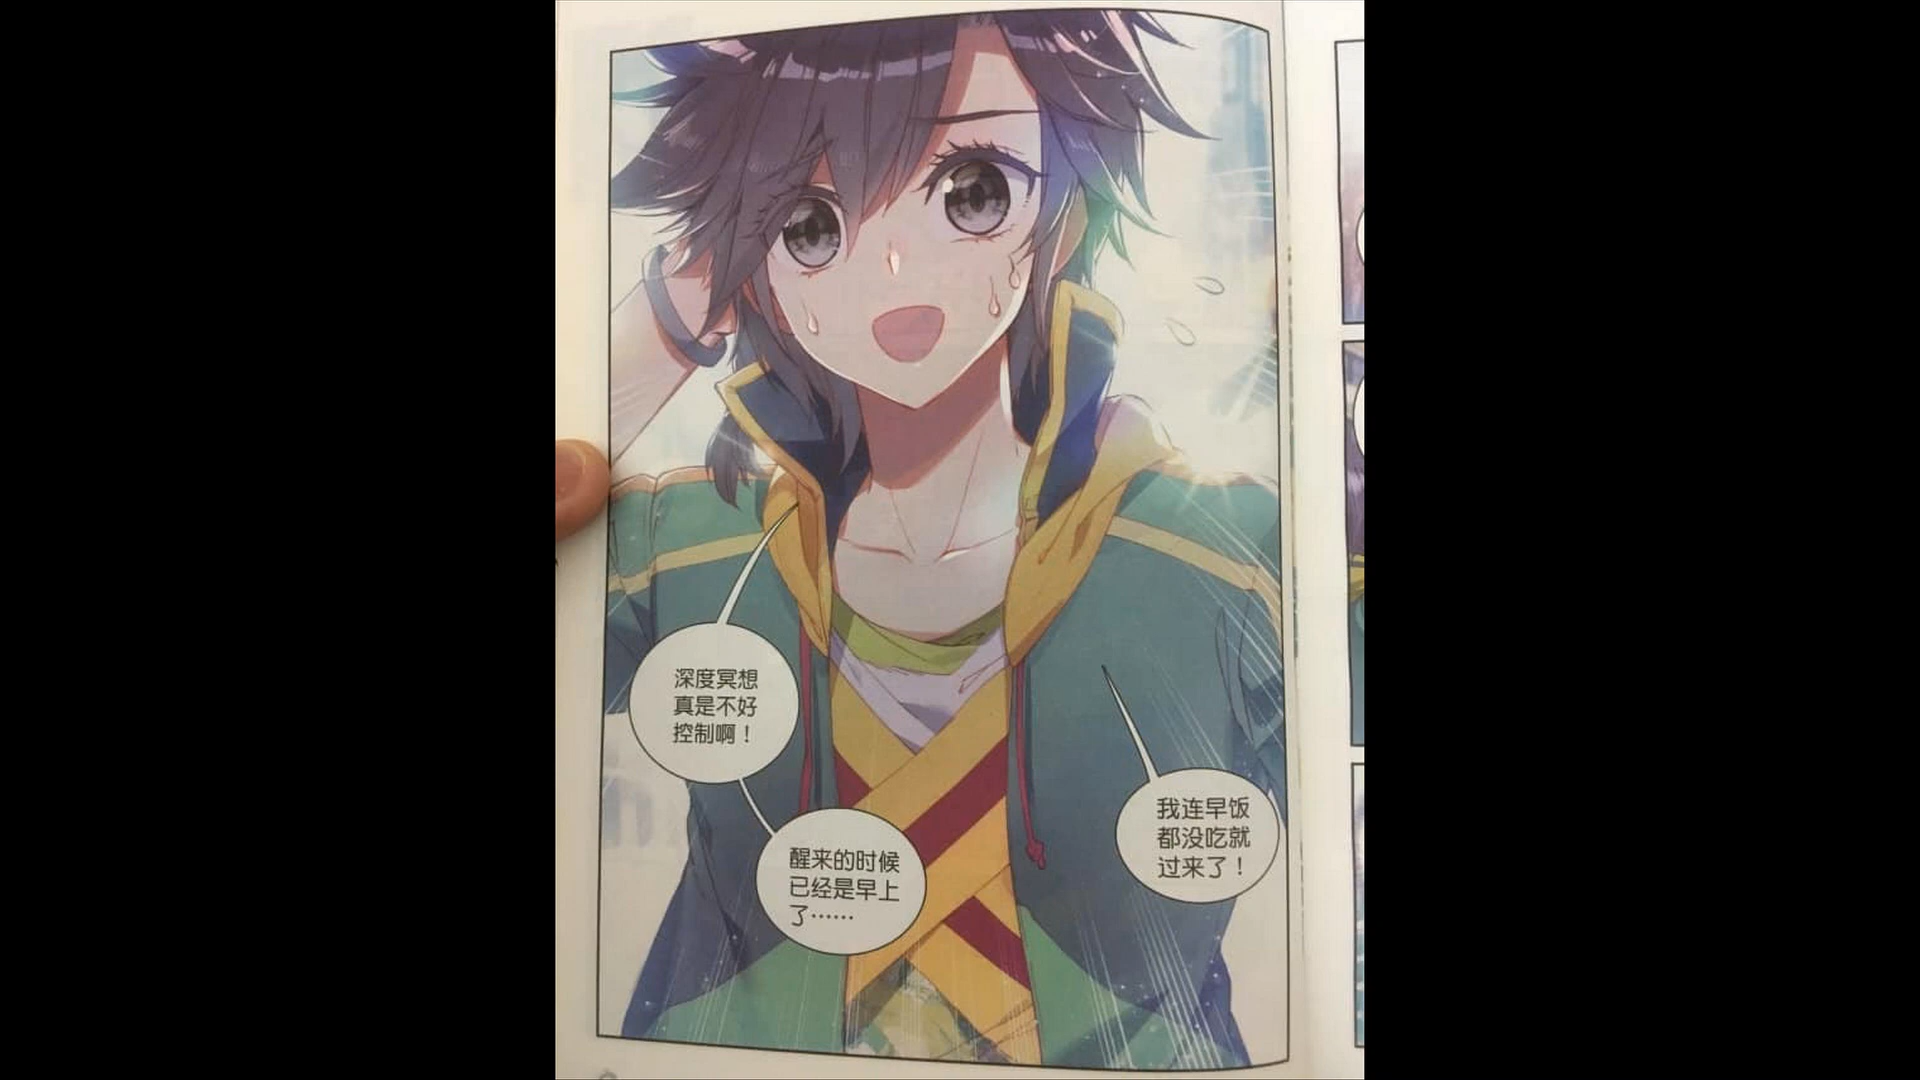 深度冥想
真是不好
控制啊！
醒来的时候
已经是早上
了……
我连早饭
都没吃就
过来了！